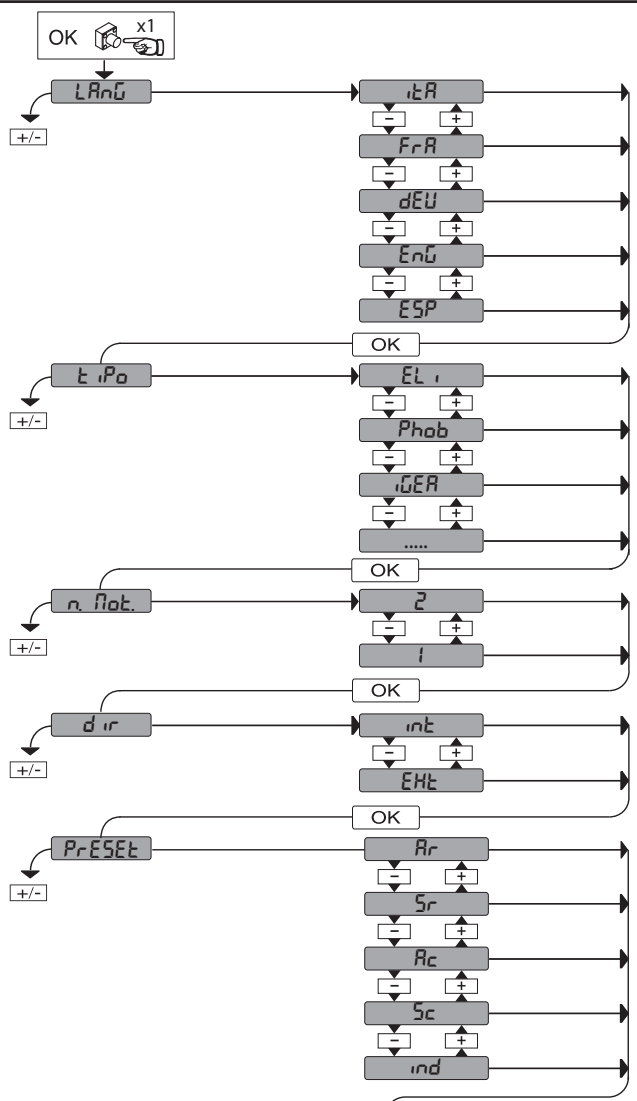 OK x1
LAnG itA
+/- - +
FrA
- +
dEU
- +
EnG
- +
ESP
OK
tiPo ELi
+/- - +
Phob
- +
iGEA
- +
.....
OK
n. Mot. 2
+/- - +
1
OK
dir int
+/- - +
EHt
OK
PrESEt Ar
+/- - +
Sr
- +
Ac
- +
Sc
- +
ind